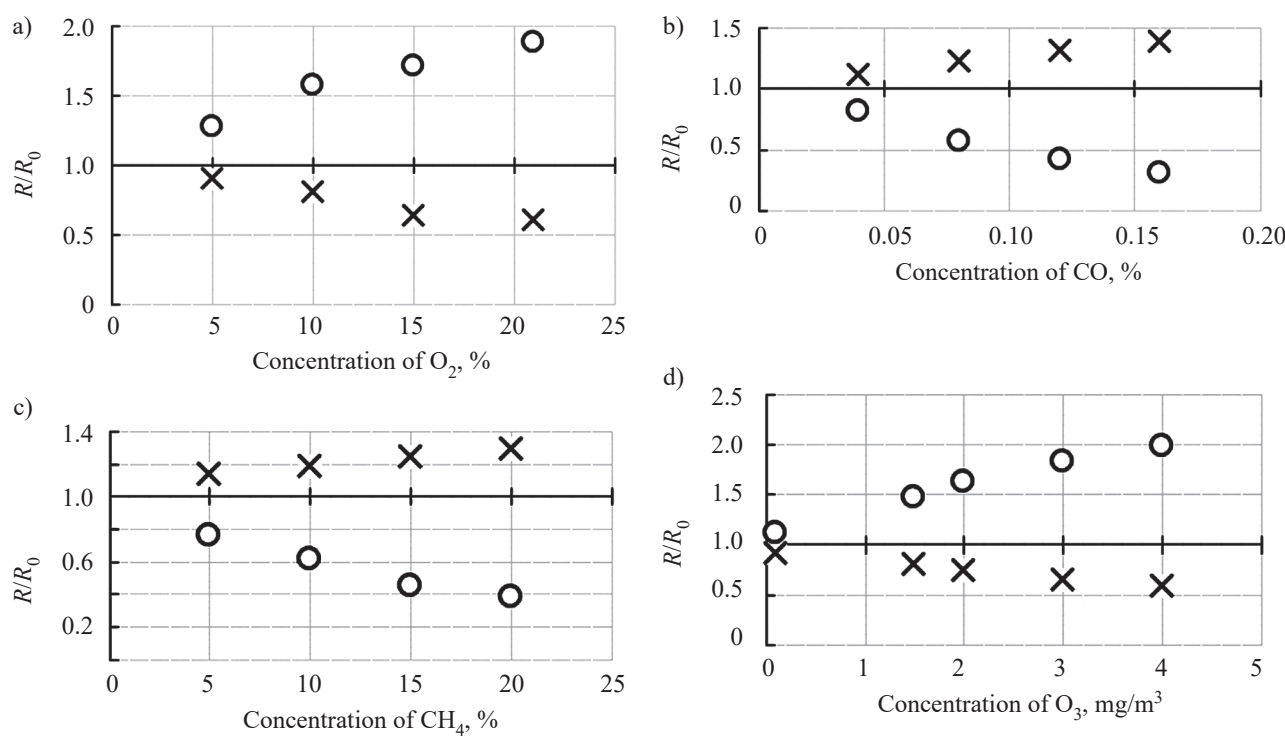 a)
2.0
1.5
1.0
0.5
0
R/R0
0 5 10 15 20 25
Concentration of O2, %
b)
1.5
1.0
0.5
0
R/R0
0 0.05 0.10 0.15 0.20
Concentration of CO, %
c)
1.4
1.0
0.6
0.2
R/R0
0 5 10 15 20 25
Concentration of CH4, %
d)
2.5
2.0
1.5
1.0
0.5
0
R/R0
0 1 2 3 4 5
Concentration of O3, mg/m3